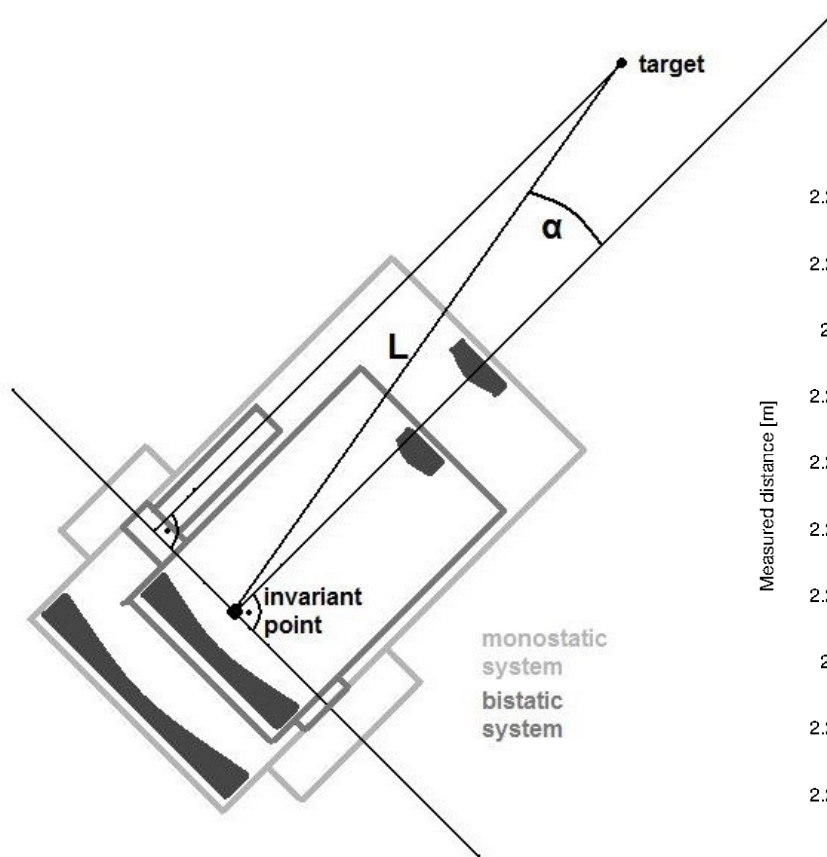 target
α
L
invariant
point
monostatic
system
bistatic
system
Measured distance [m]